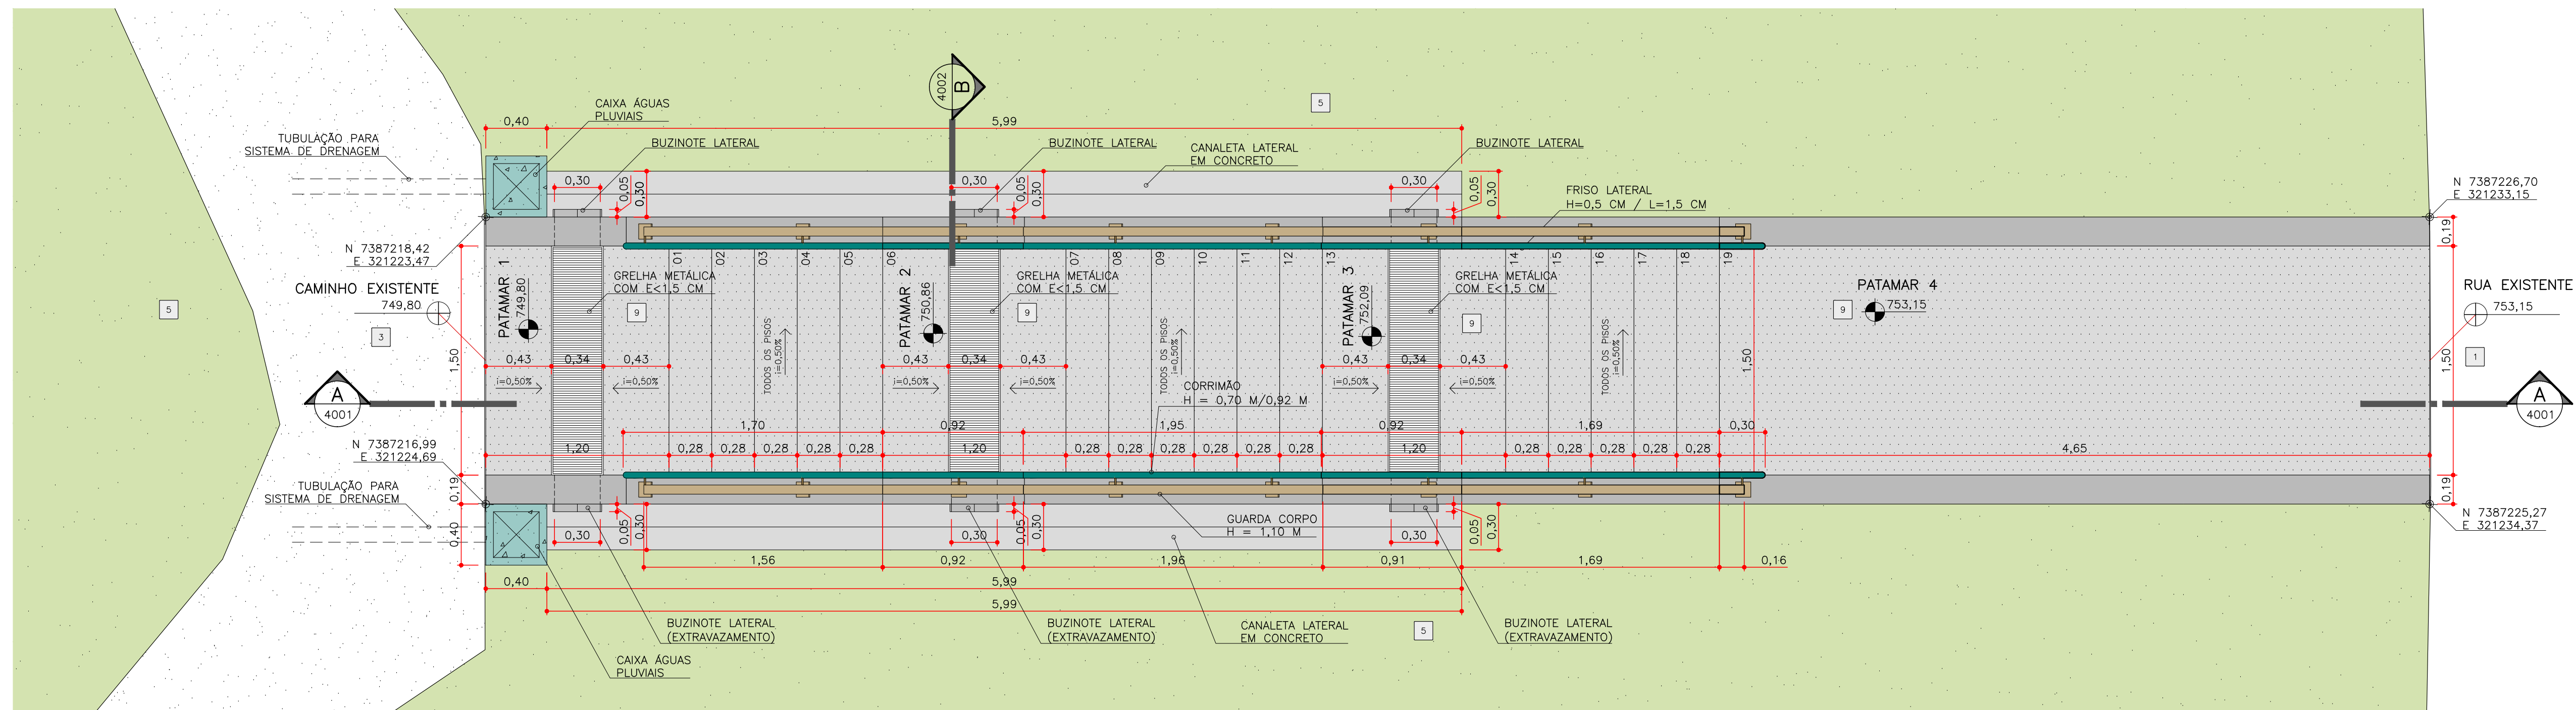 4002
B
5
CAIXA ÁGUAS
PLUVIAIS
0,40
5,99
TUBULAÇÃO PARA
SISTEMA DE DRENAGEM
BUZINOTE LATERAL
BUZINOTE LATERAL
CANALETA LATERAL
EM CONCRETO
BUZINOTE LATERAL
0,30
0,05
0,30
0,30
0,05
0,30
0,30
0,05
0,30
FRISO LATERAL
H=0,5 CM / L=1,5 CM
N 7387226,70
E 321233,15
0,19
N 7387218,42
E 321223,47
01
02
03
04
05
06
07
08
09
10
11
12
13
14
15
16
17
18
19
CAMINHO EXISTENTE
749,80
5
3
PATAMAR 1
749,80
GRELHA METÁLICA
COM E<1,5 CM
9
PATAMAR 2
750,86
GRELHA METÁLICA
COM E<1,5 CM
9
PATAMAR 3
752,09
GRELHA METÁLICA
COM E<1,5 CM
9
PATAMAR 4
9
753,15
RUA EXISTENTE
753,15
1
1,50
1,50
1,50
TODOS OS PISOS
i=0,50%
TODOS OS PISOS
i=0,50%
TODOS OS PISOS
i=0,50%
0,43
0,34
0,43
0,43
0,34
0,43
0,43
0,34
0,43
i=0,50%
i=0,50%
i=0,50%
i=0,50%
i=0,50%
i=0,50%
CORRIMÃO
H = 0,70 M/0,92 M
A
4001
A
4001
1,70
0,92
1,95
0,92
1,69
0,30
N 7387216,99
E 321224,69
1,20
0,28
0,28
0,28
0,28
0,28
1,20
0,28
0,28
0,28
0,28
0,28
0,28
1,20
0,28
0,28
0,28
0,28
0,28
4,65
TUBULAÇÃO PARA
SISTEMA DE DRENAGEM
0,19
0,40
0,19
N 7387225,27
E 321234,37
0,30
0,05
0,30
0,30
0,05
0,30
0,30
0,05
0,30
GUARDA CORPO
H = 1,10 M
1,56
0,92
1,96
0,91
1,69
0,16
0,40
5,99
5,99
BUZINOTE LATERAL
(EXTRAVAZAMENTO)
BUZINOTE LATERAL
(EXTRAVAZAMENTO)
CANALETA LATERAL
EM CONCRETO
5
BUZINOTE LATERAL
(EXTRAVAZAMENTO)
CAIXA ÁGUAS
PLUVIAIS